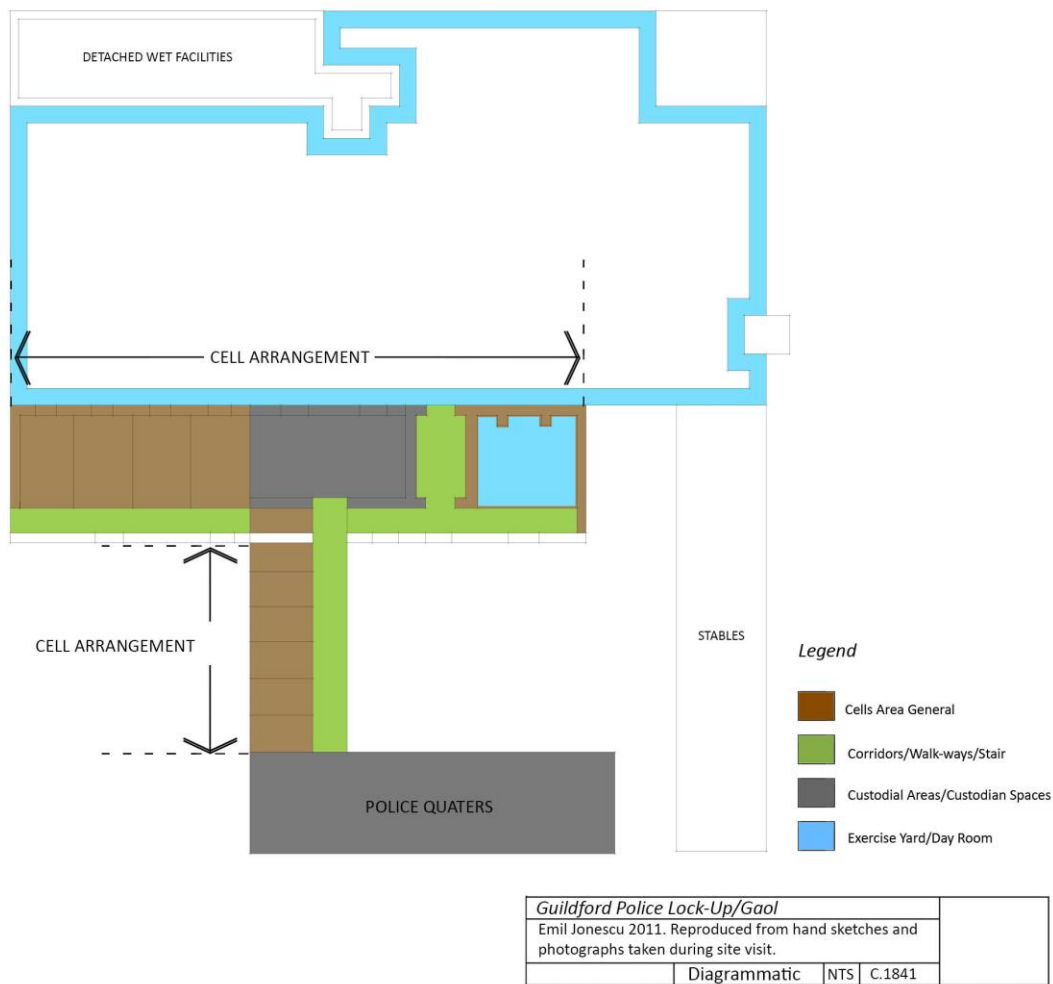 DETACHED WET FACILITIES
CELL ARRANGEMENT
CELL ARRANGEMENT
STABLES
POLICE QUATERS
Legend
Cells Area General
Corridors/Walk-ways/Stair
Custodial Areas/Custodian Spaces
Exercise Yard/Day Room
Guildford Police Lock-Up/Gaol
Emil Jonescu 2011. Reproduced from hand sketches and
photographs taken during site visit.
Diagrammatic NTS C.1841